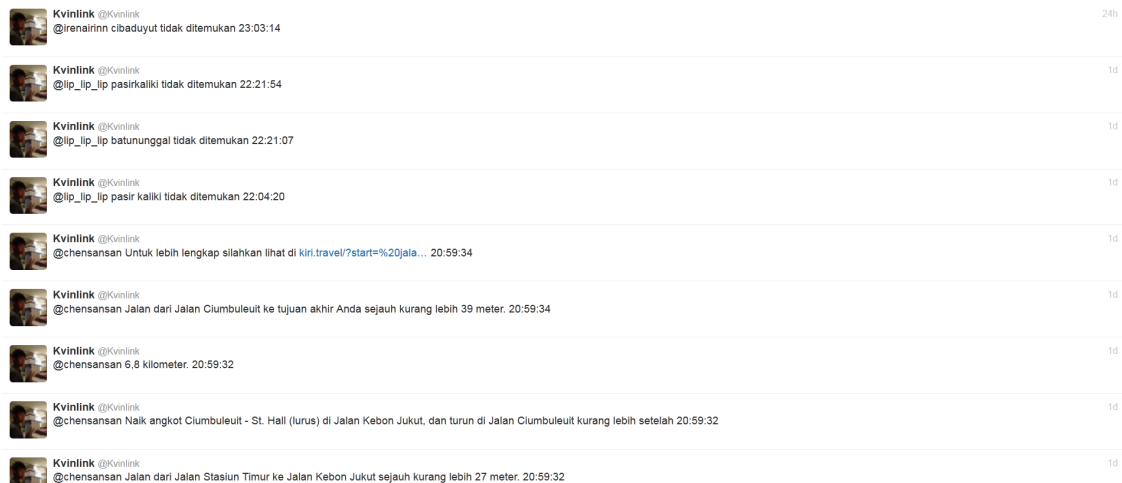 Kvinlink @Kvinlink 24h
@irenairinn cibaduyut tidak ditemukan 23:03:14
Kvinlink @Kvinlink 1d
@lip_lip_lip pasirkaliki tidak ditemukan 22:21:54
Kvinlink @Kvinlink 1d
@lip_lip_lip batununggal tidak ditemukan 22:21:07
Kvinlink @Kvinlink 1d
@lip_lip_lip pasir kaliki tidak ditemukan 22:04:20
Kvinlink @Kvinlink 1d
@chensansan Untuk lebih lengkap silahkan lihat di kiri.travel/?start=%20jala... 20:59:34
Kvinlink @Kvinlink 1d
@chensansan Jalan dari Jalan Ciumbuleuit ke tujuan akhir Anda sejauh kurang lebih 39 meter. 20:59:34
Kvinlink @Kvinlink 1d
@chensansan 6,8 kilometer. 20:59:32
Kvinlink @Kvinlink 1d
@chensansan Naik angkot Ciumbuleuit - St. Hall (lurus) di Jalan Kebon Jukut, dan turun di Jalan Ciumbuleuit kurang lebih setelah 20:59:32
Kvinlink @Kvinlink 1d
@chensansan Jalan dari Jalan Stasiun Timur ke Jalan Kebon Jukut sejauh kurang lebih 27 meter. 20:59:32